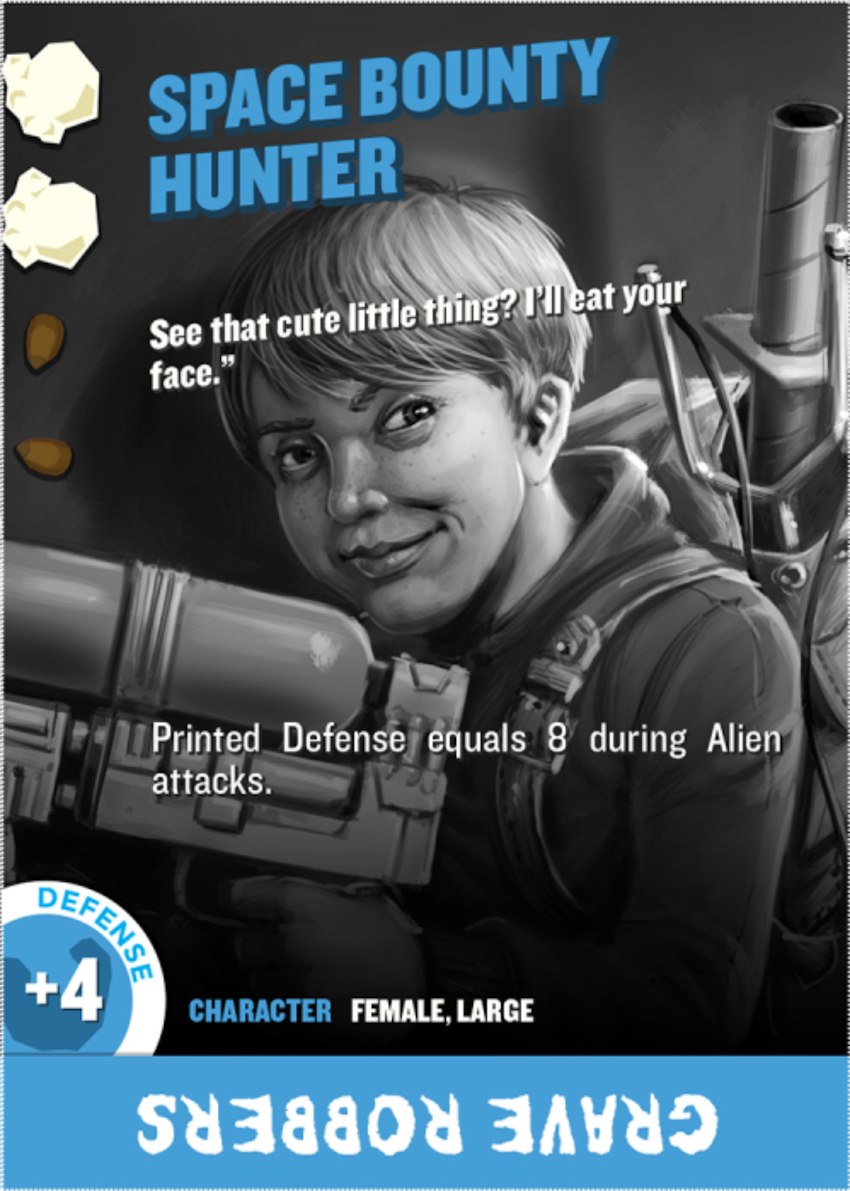 SPACE BOUNTY
HUNTER
See that cute little thing? I'll eat your
face.”
Printed Defense equals 8 during Alien
attacks.
DEFENSE
+4
CHARACTER FEMALE, LARGE
GRAVE ROBBERS